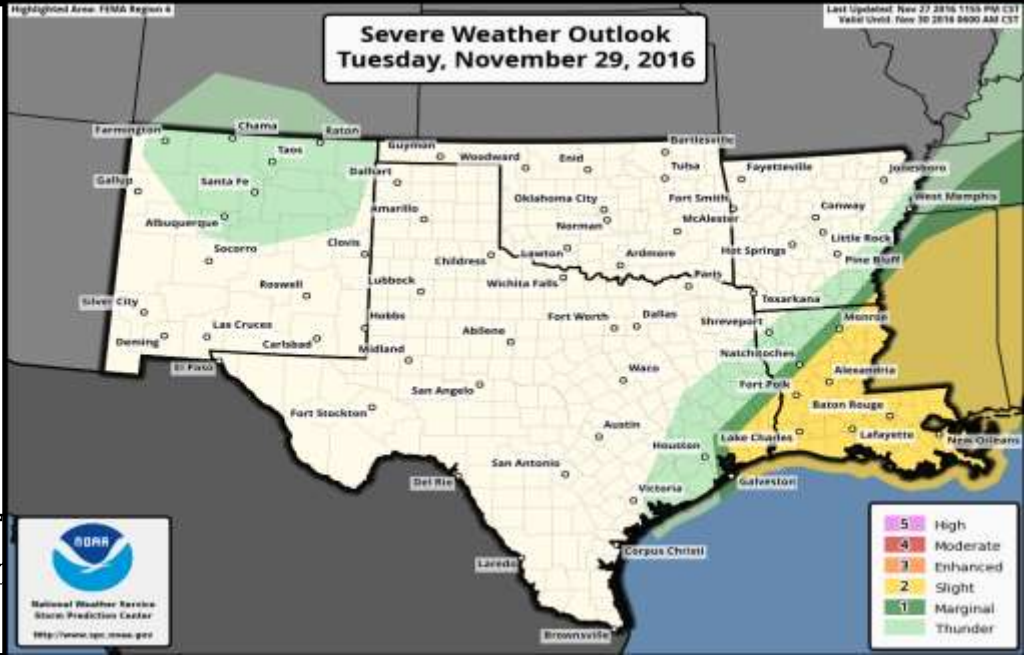 Highlighted Area: FEMA Region 6
Last Updated: Nov 27 2016 1155 PM CST
Valid Until: Nov 30 2016 0600 AM CST
Severe Weather Outlook
Tuesday, November 29, 2016
Farmington
Chama
Raton
Taos
Gallup
Santa Fe
Albuquerque
Socorro
Clovis
Roswell
Silver City
Las Cruces
Deming
Carlsbad
Hobbs
Guymon
Woodward
Enid
Bartlesville
Tulsa
Oklahoma City
Norman
McAlester
Lawton
Ardmore
Fayetteville
Jonesboro
Fort Smith
Conway
West Memphis
Little Rock
Hot Springs
Pine Bluff
Texarkana
Dalhart
Amarillo
Childress
Lubbock
Wichita Falls
Paris
Fort Worth
Dallas
Abilene
Midland
El Paso
San Angelo
Waco
Fort Stockton
Austin
Houston
San Antonio
Del Rio
Victoria
Galveston
Corpus Christi
Laredo
Brownsville
Shreveport
Monroe
Natchitoches
Alexandria
Fort Polk
Baton Rouge
Lake Charles
Lafayette
New Orleans
NOAA
National Weather Service
Storm Prediction Center
http://www.spc.noaa.gov
5 High
4 Moderate
3 Enhanced
2 Slight
1 Marginal
Thunder